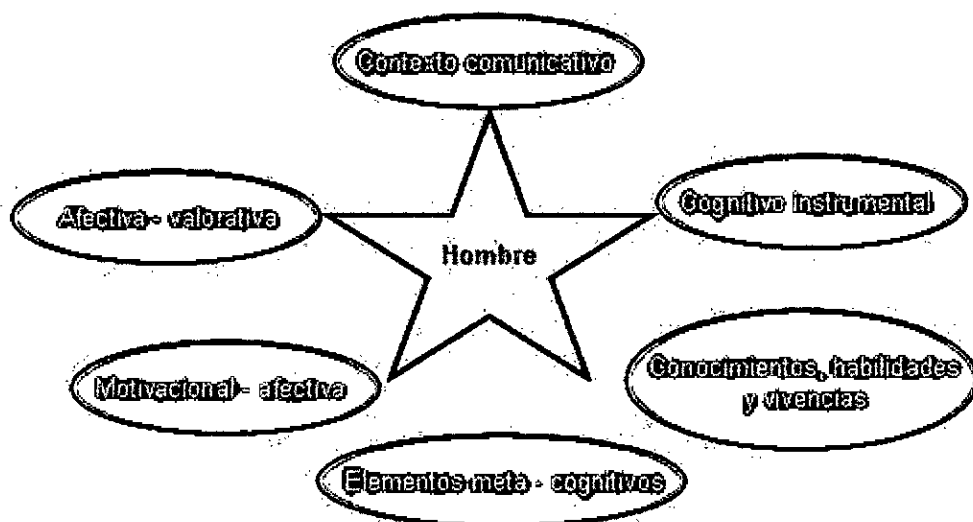 Contexto comunicativo
Afectiva - valorativa
Cognitivo instrumental
Hombre
Motivacional - afectiva
Conocimientos, habilidades
y vivencias
Elementos meta - cognitivos